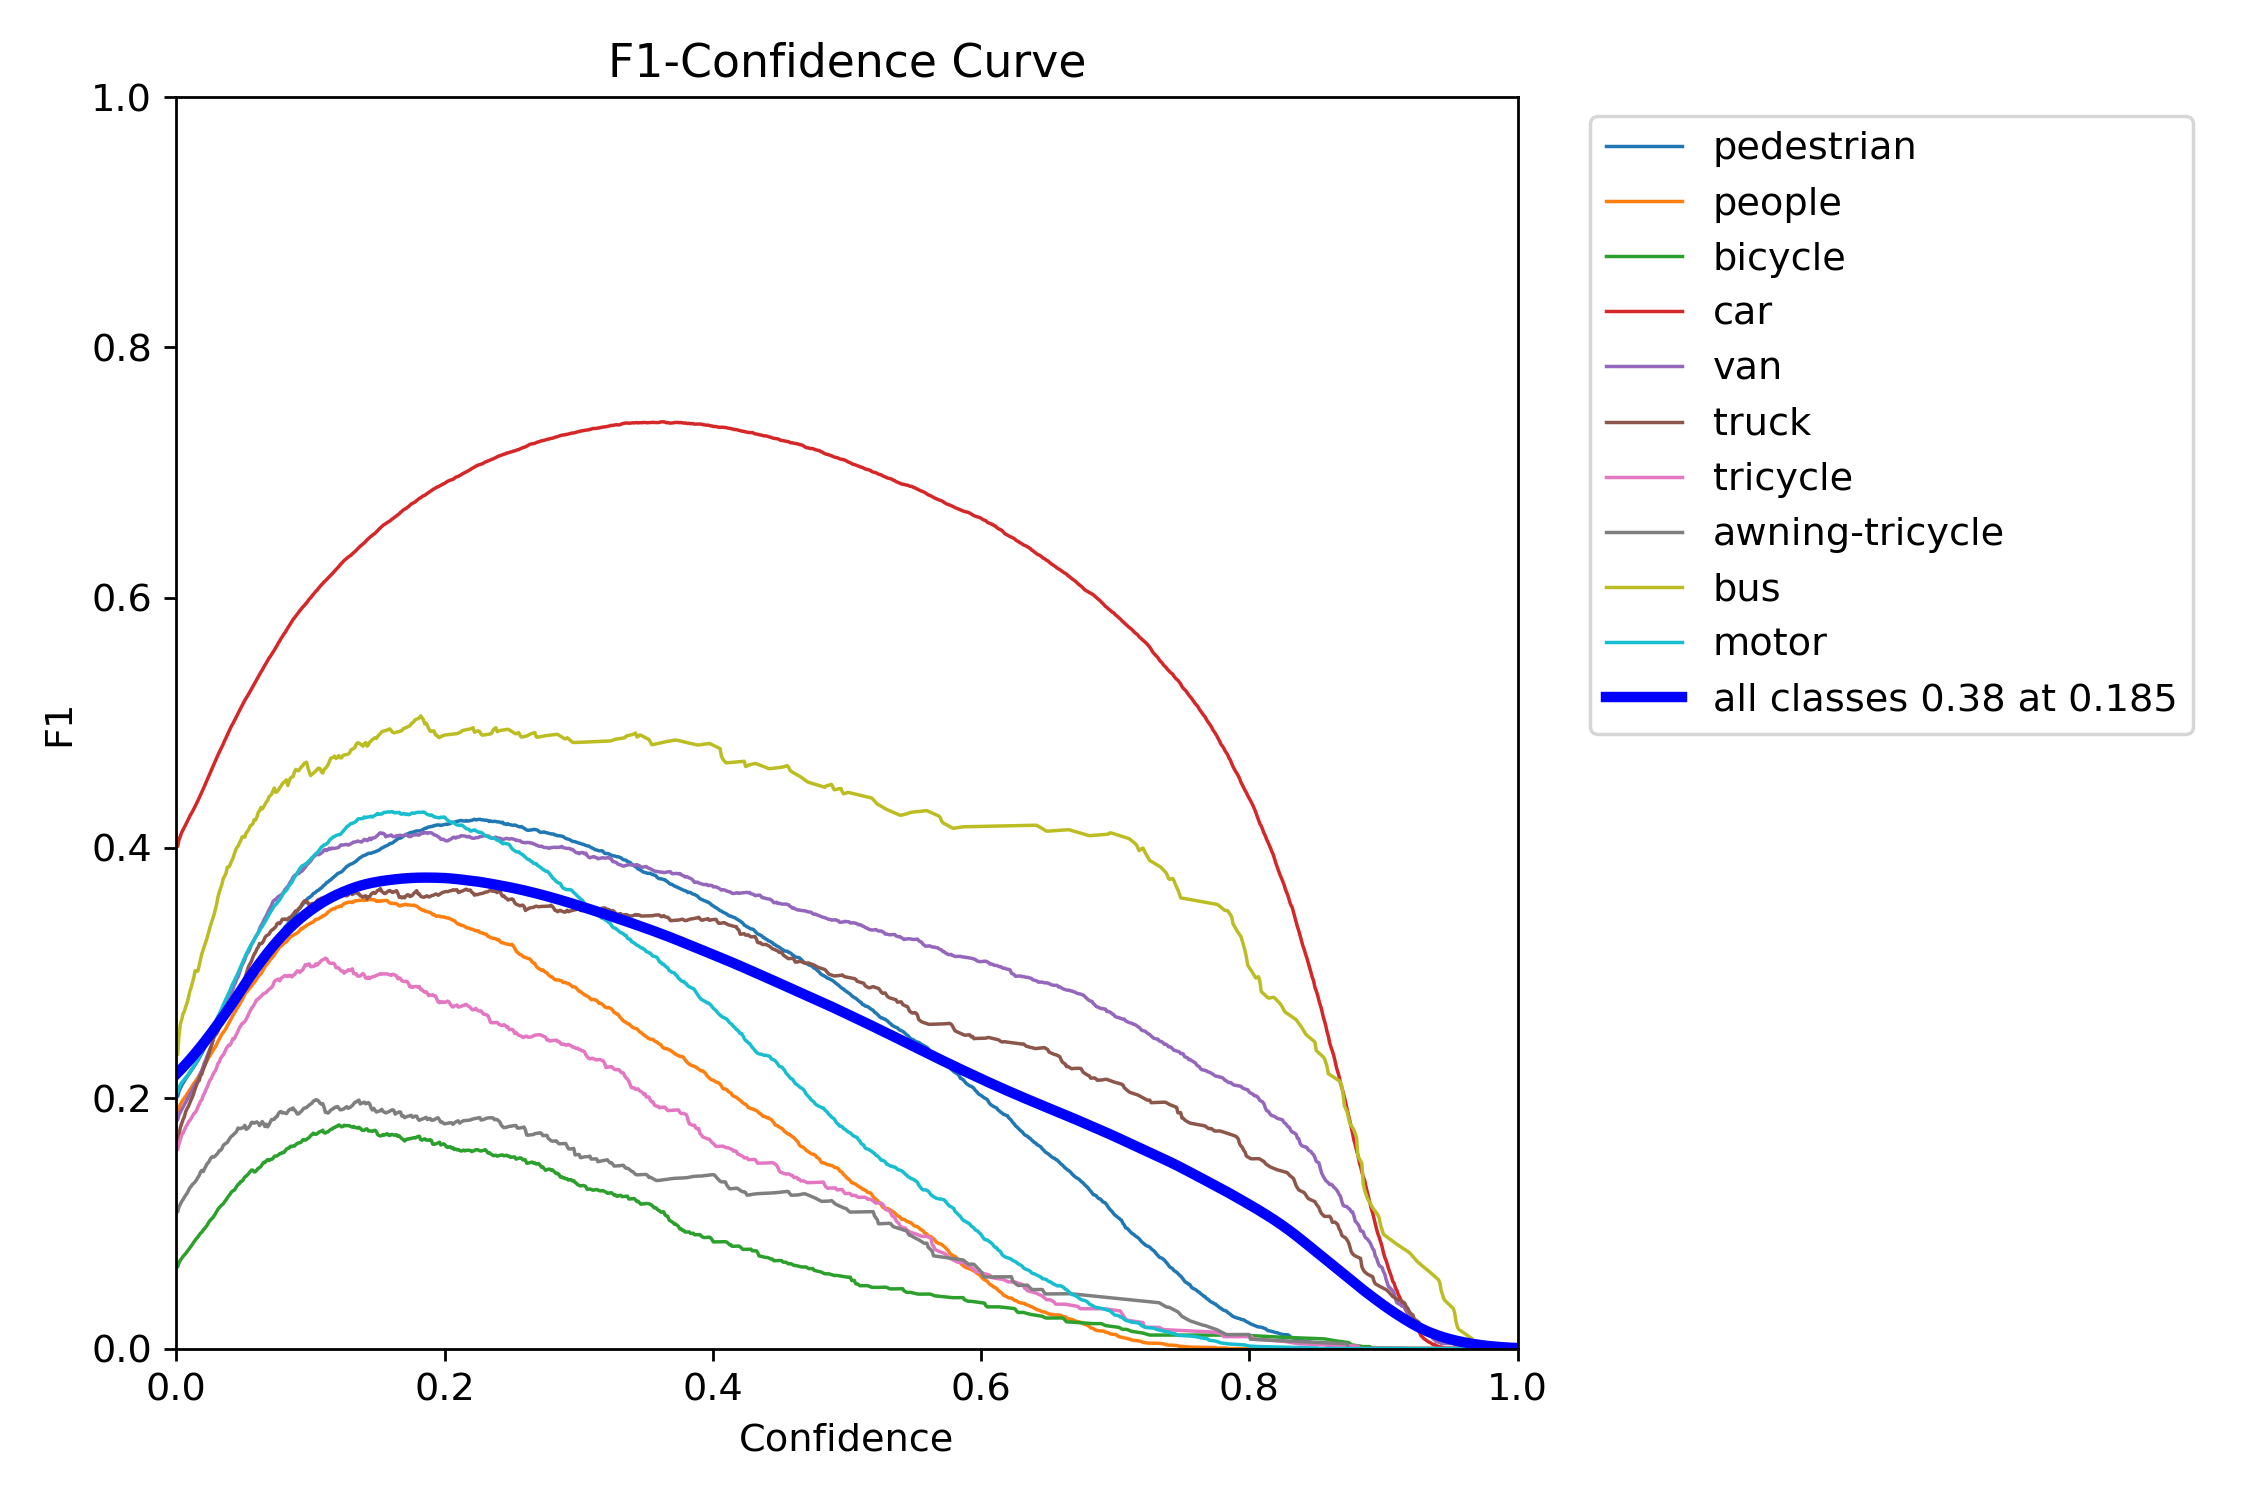 F1-Confidence Curve
1.0
0.8
0.6
0.4
0.2
0.0
F1
0.0 0.2 0.4 0.6 0.8 1.0
Confidence
pedestrian
people
bicycle
car
van
truck
tricycle
awning-tricycle
bus
motor
all classes 0.38 at 0.185